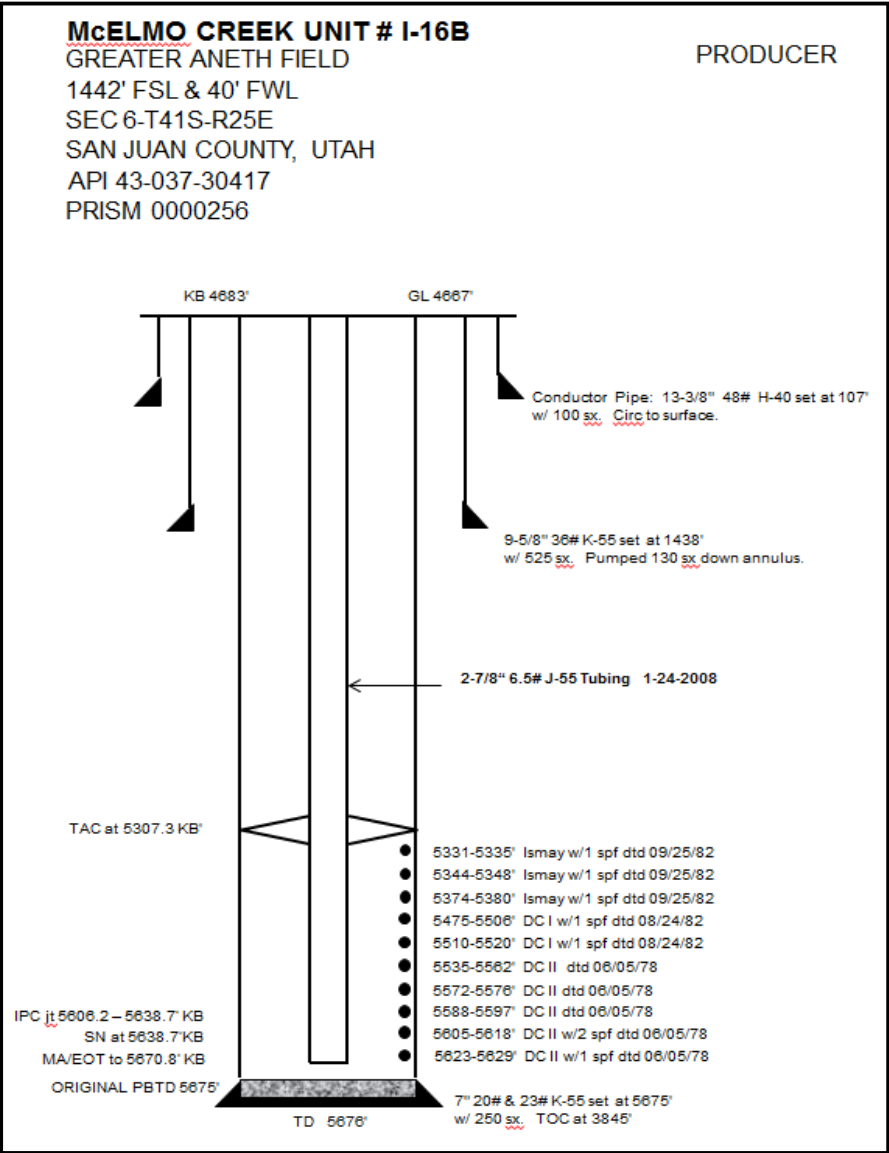 McELMO CREEK UNIT # I-16B
GREATER ANETH FIELD
1442' FSL & 40' FWL
SEC 6-T41S-R25E
SAN JUAN COUNTY, UTAH
API 43-037-30417
PRISM 0000256
PRODUCER
KB 4683'
GL 4667'
Conductor Pipe: 13-3/8" 48# H-40 set at 107'
w/ 100 sx. Circ to surface.
9-5/8" 36# K-55 set at 1438'
w/ 525 sx. Pumped 130 sx down annulus.
2-7/8" 6.5# J-55 Tubing 1-24-2008
TAC at 5307.3 KB'
5331-5335' Ismay w/1 spf dtd 09/25/82
5344-5348' Ismay w/1 spf dtd 09/25/82
5374-5380' Ismay w/1 spf dtd 09/25/82
5475-5506' DC I w/1 spf dtd 08/24/82
5510-5520' DC I w/1 spf dtd 08/24/82
5535-5562' DC II dtd 06/05/78
5572-5576' DC II dtd 06/05/78
5588-5597' DC II dtd 06/05/78
5605-5618' DC II w/2 spf dtd 06/05/78
5623-5629' DC II w/1 spf dtd 06/05/78
IPC jt 5606.2 – 5638.7' KB
SN at 5638.7'KB
MA/EOT to 5670.8' KB
ORIGINAL PBTD 5675'
TD 5676'
7" 20# & 23# K-55 set at 5675'
w/ 250 sx. TOC at 3845'